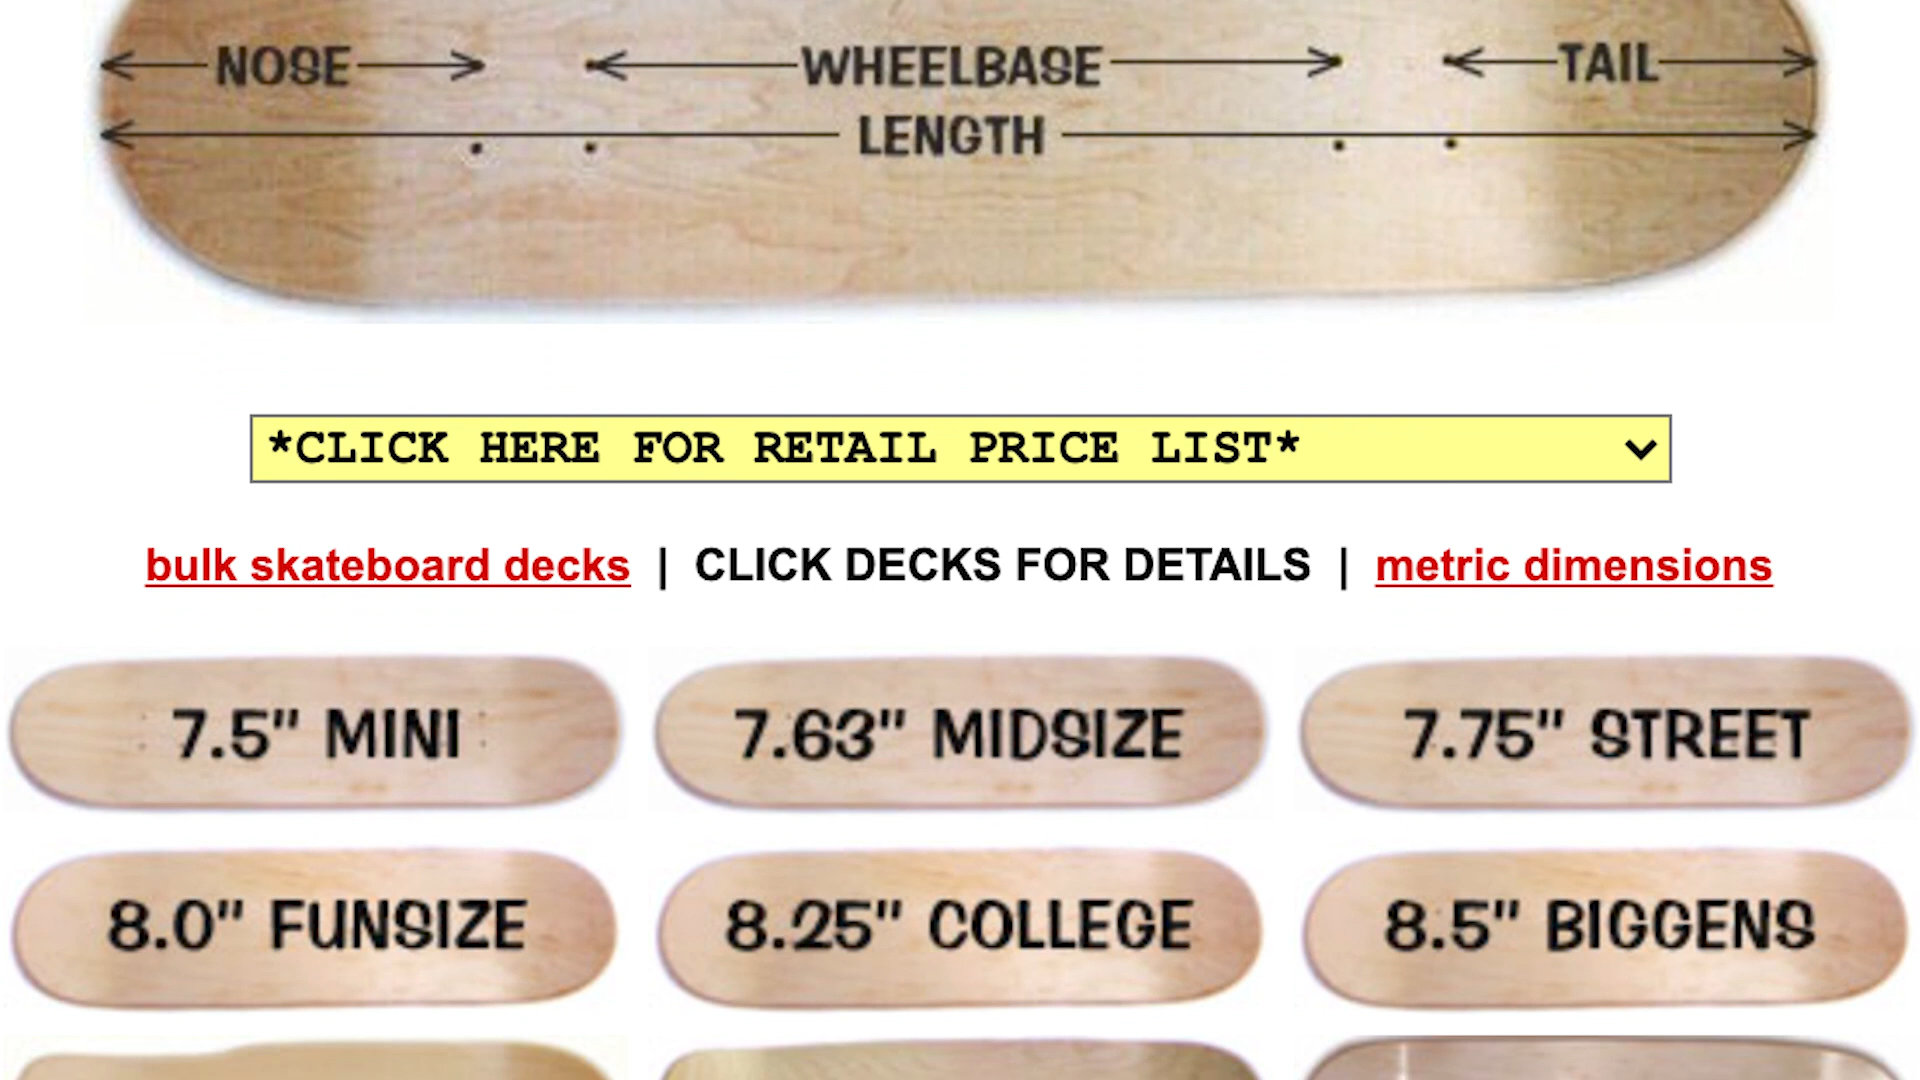 NOSE WHEELBASE TAIL
LENGTH
*CLICK HERE FOR RETAIL PRICE LIST*
bulk skateboard decks | CLICK DECKS FOR DETAILS | metric dimensions
7.5" MINI 7.63" MIDSIZE 7.75" STREET
8.0" FUNSIZE 8.25" COLLEGE 8.5" BIGGENS